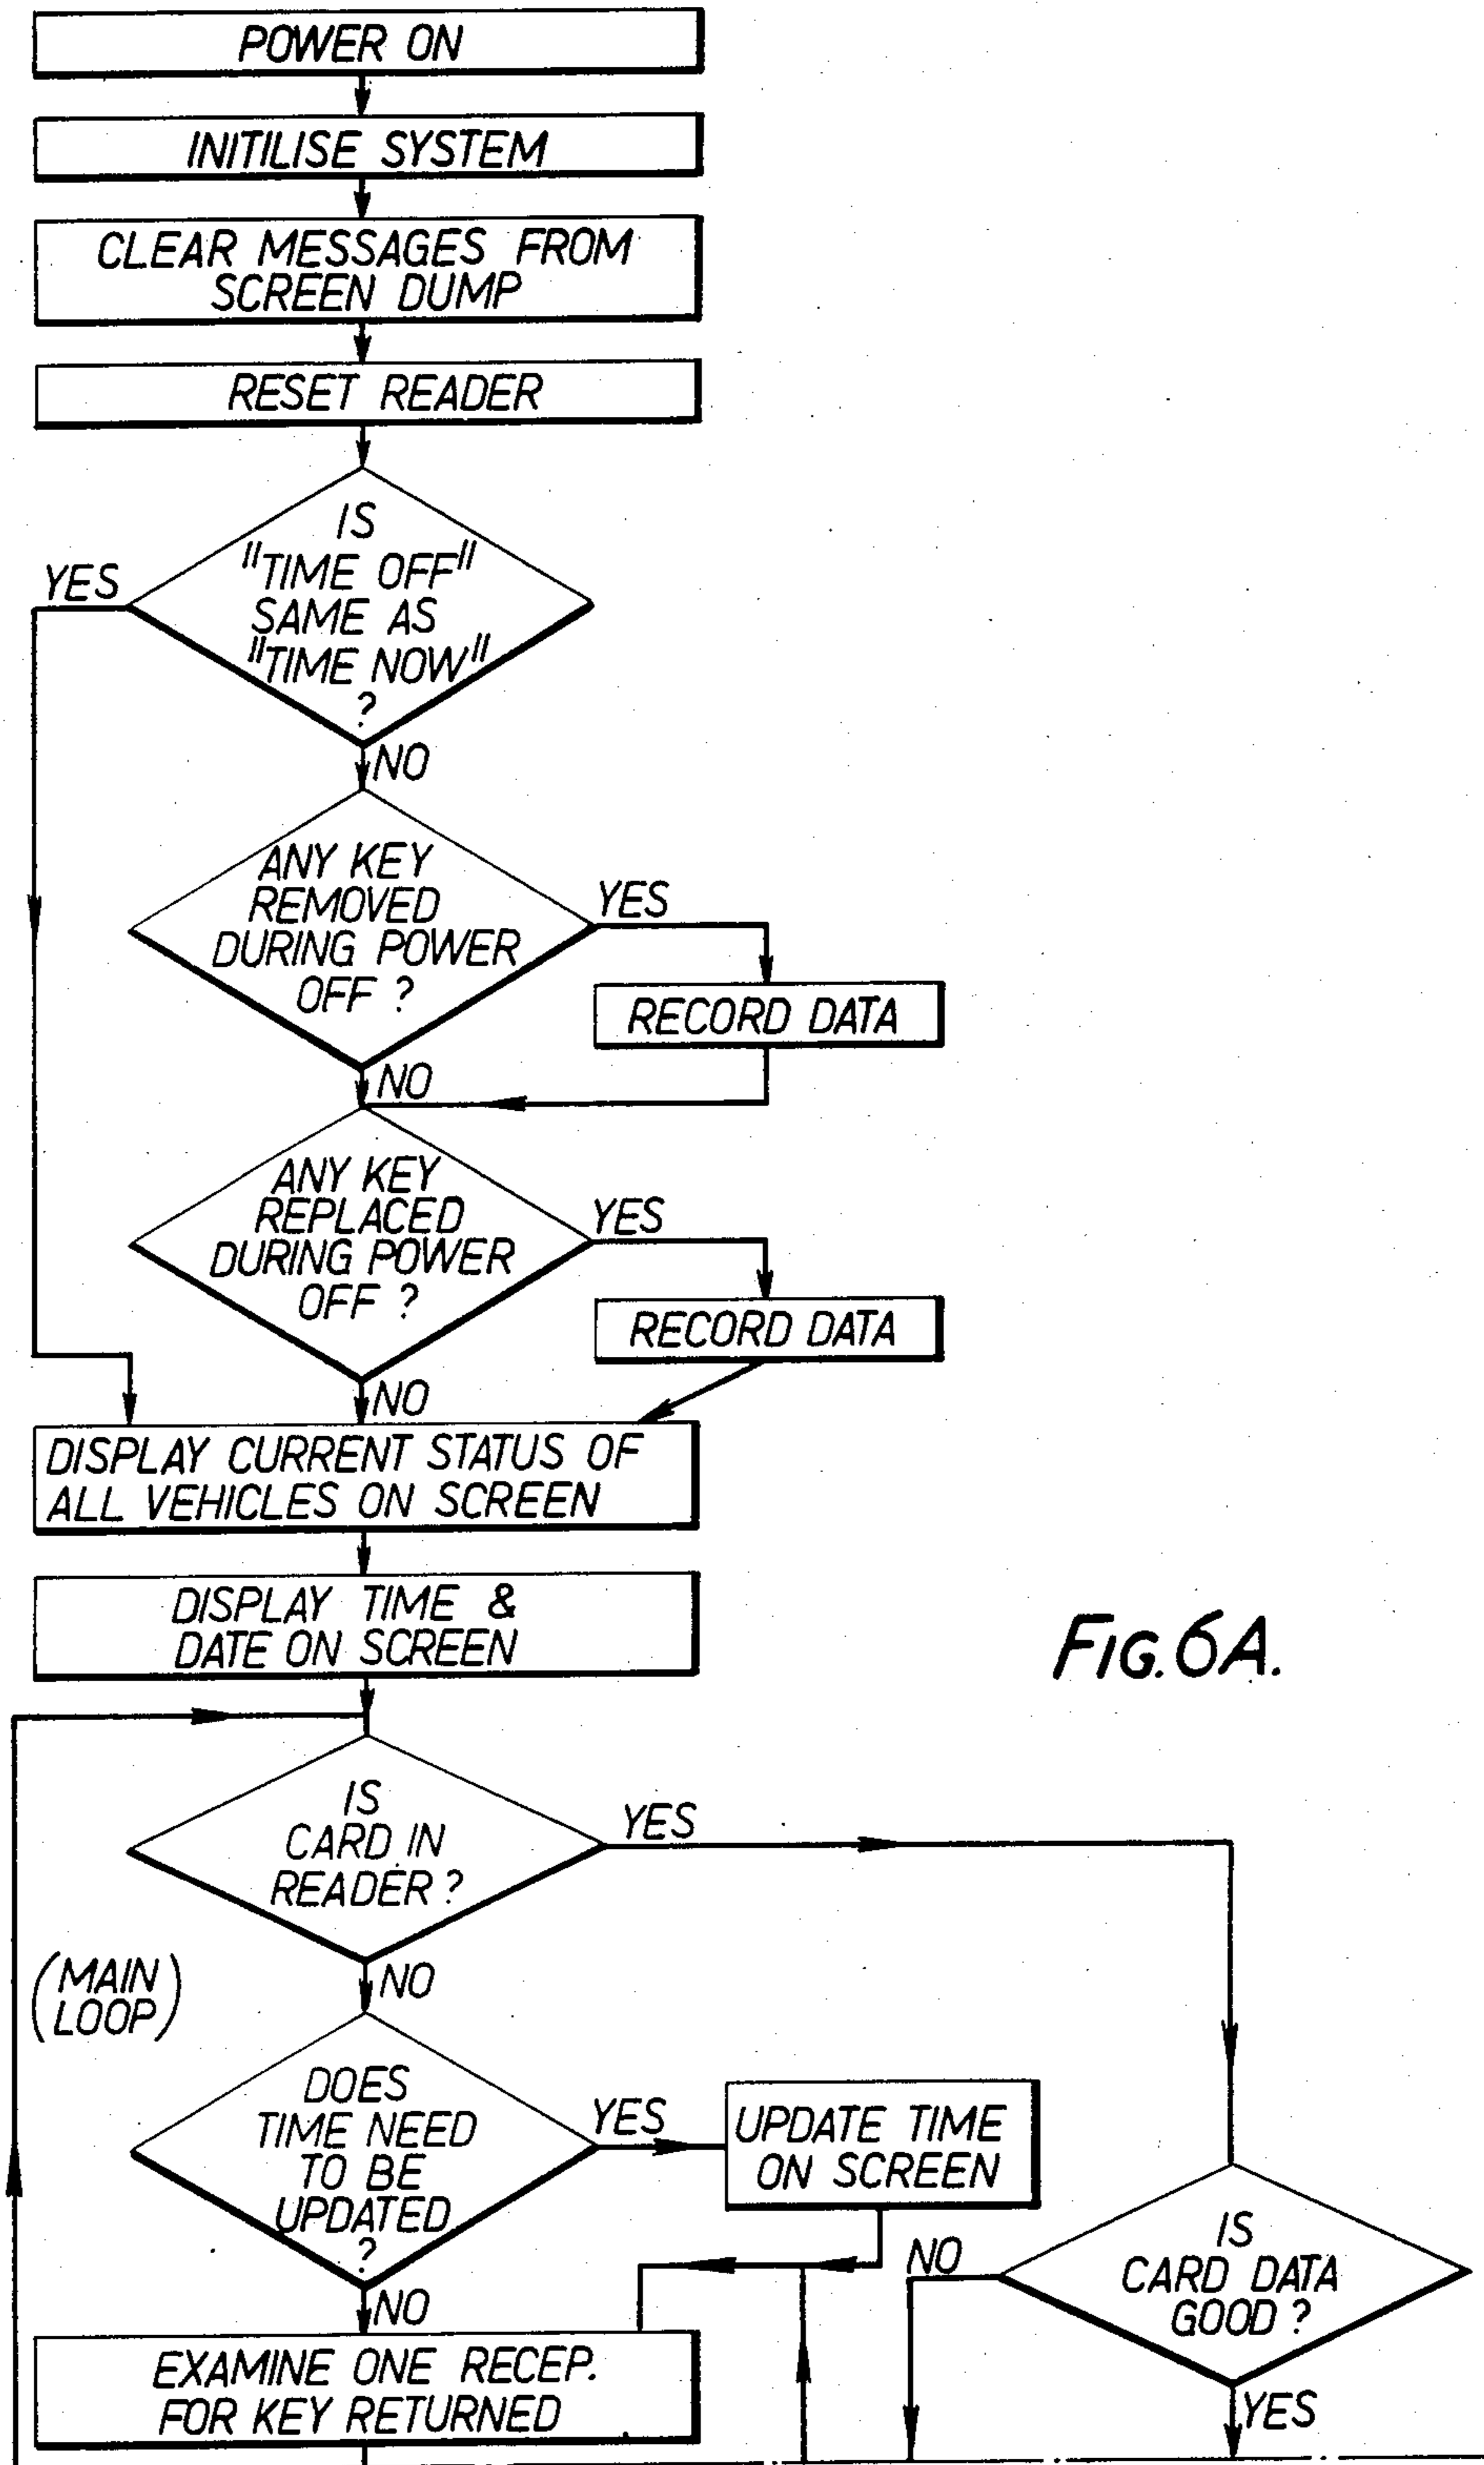 POWER ON
INITILISE SYSTEM
CLEAR MESSAGES FROM
SCREEN DUMP
RESET READER
IS
"TIME OFF"
SAME AS
"TIME NOW"
?
YES
NO
ANY KEY
REMOVED
DURING POWER
OFF ?
YES
RECORD DATA
NO
ANY KEY
REPLACED
DURING POWER
OFF ?
YES
RECORD DATA
NO
DISPLAY CURRENT STATUS OF
ALL VEHICLES ON SCREEN
DISPLAY TIME &
DATE ON SCREEN
FIG. 6A.
IS
CARD IN
READER ?
YES
NO
(MAIN
LOOP)
DOES
TIME NEED
TO BE
UPDATED
?
YES
UPDATE TIME
ON SCREEN
NO
IS
CARD DATA
GOOD ?
NO
YES
EXAMINE ONE RECEP.
FOR KEY RETURNED